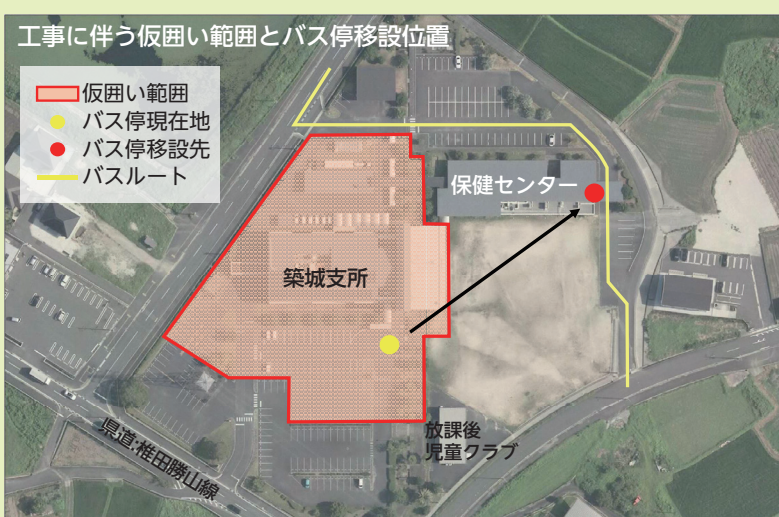 工事に伴う仮囲い範囲とバス停移設位置
仮囲い範囲
バス停現在地
バス停移設先
バスルート
保健センター
築城支所
放課後
児童クラブ
県道:椎田勝山線